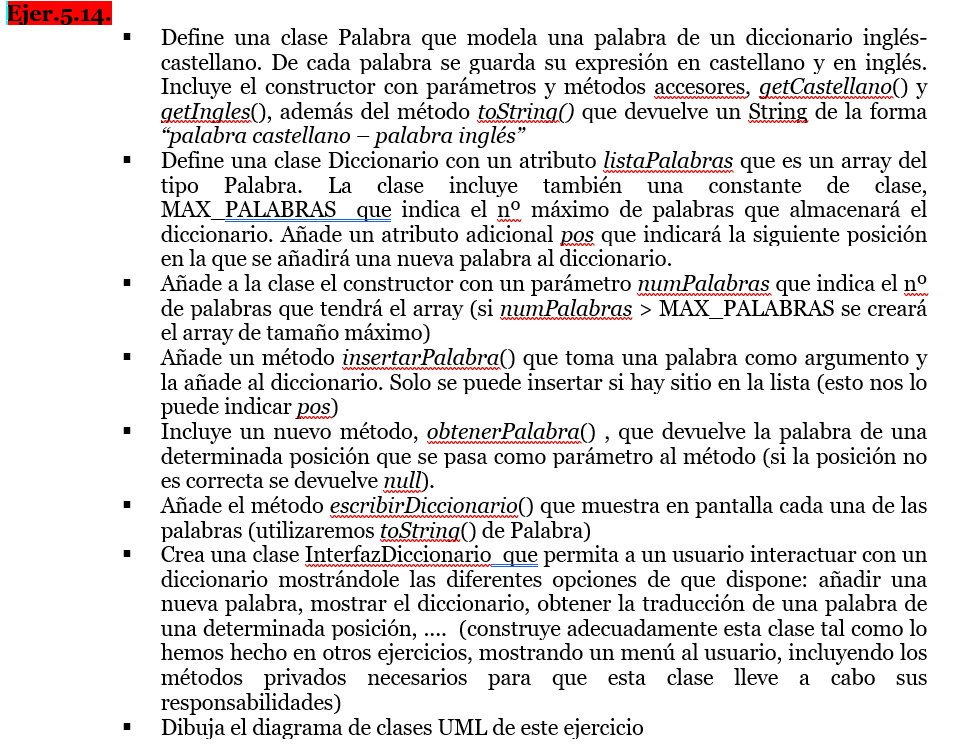 Ejer.5.14.
▪ Define una clase Palabra que modela una palabra de un diccionario inglés-
castellano. De cada palabra se guarda su expresión en castellano y en inglés.
Incluye el constructor con parámetros y métodos accesores, getCastellano() y
getIngles(), además del método toString() que devuelve un String de la forma
“palabra castellano – palabra inglés”
▪ Define una clase Diccionario con un atributo listaPalabras que es un array del
tipo Palabra. La clase incluye también una constante de clase,
MAX_PALABRAS que indica el nº máximo de palabras que almacenará el
diccionario. Añade un atributo adicional pos que indicará la siguiente posición
en la que se añadirá una nueva palabra al diccionario.
▪ Añade a la clase el constructor con un parámetro numPalabras que indica el nº
de palabras que tendrá el array (si numPalabras > MAX_PALABRAS se creará
el array de tamaño máximo)
▪ Añade un método insertarPalabra() que toma una palabra como argumento y
la añade al diccionario. Solo se puede insertar si hay sitio en la lista (esto nos lo
puede indicar pos)
▪ Incluye un nuevo método, obtenerPalabra() , que devuelve la palabra de una
determinada posición que se pasa como parámetro al método (si la posición no
es correcta se devuelve null).
▪ Añade el método escribirDiccionario() que muestra en pantalla cada una de las
palabras (utilizaremos toString() de Palabra)
▪ Crea una clase InterfazDiccionario que permita a un usuario interactuar con un
diccionario mostrándole las diferentes opciones de que dispone: añadir una
nueva palabra, mostrar el diccionario, obtener la traducción de una palabra de
una determinada posición, .... (construye adecuadamente esta clase tal como lo
hemos hecho en otros ejercicios, mostrando un menú al usuario, incluyendo los
métodos privados necesarios para que esta clase lleve a cabo sus
responsabilidades)
▪ Dibuja el diagrama de clases UML de este ejercicio